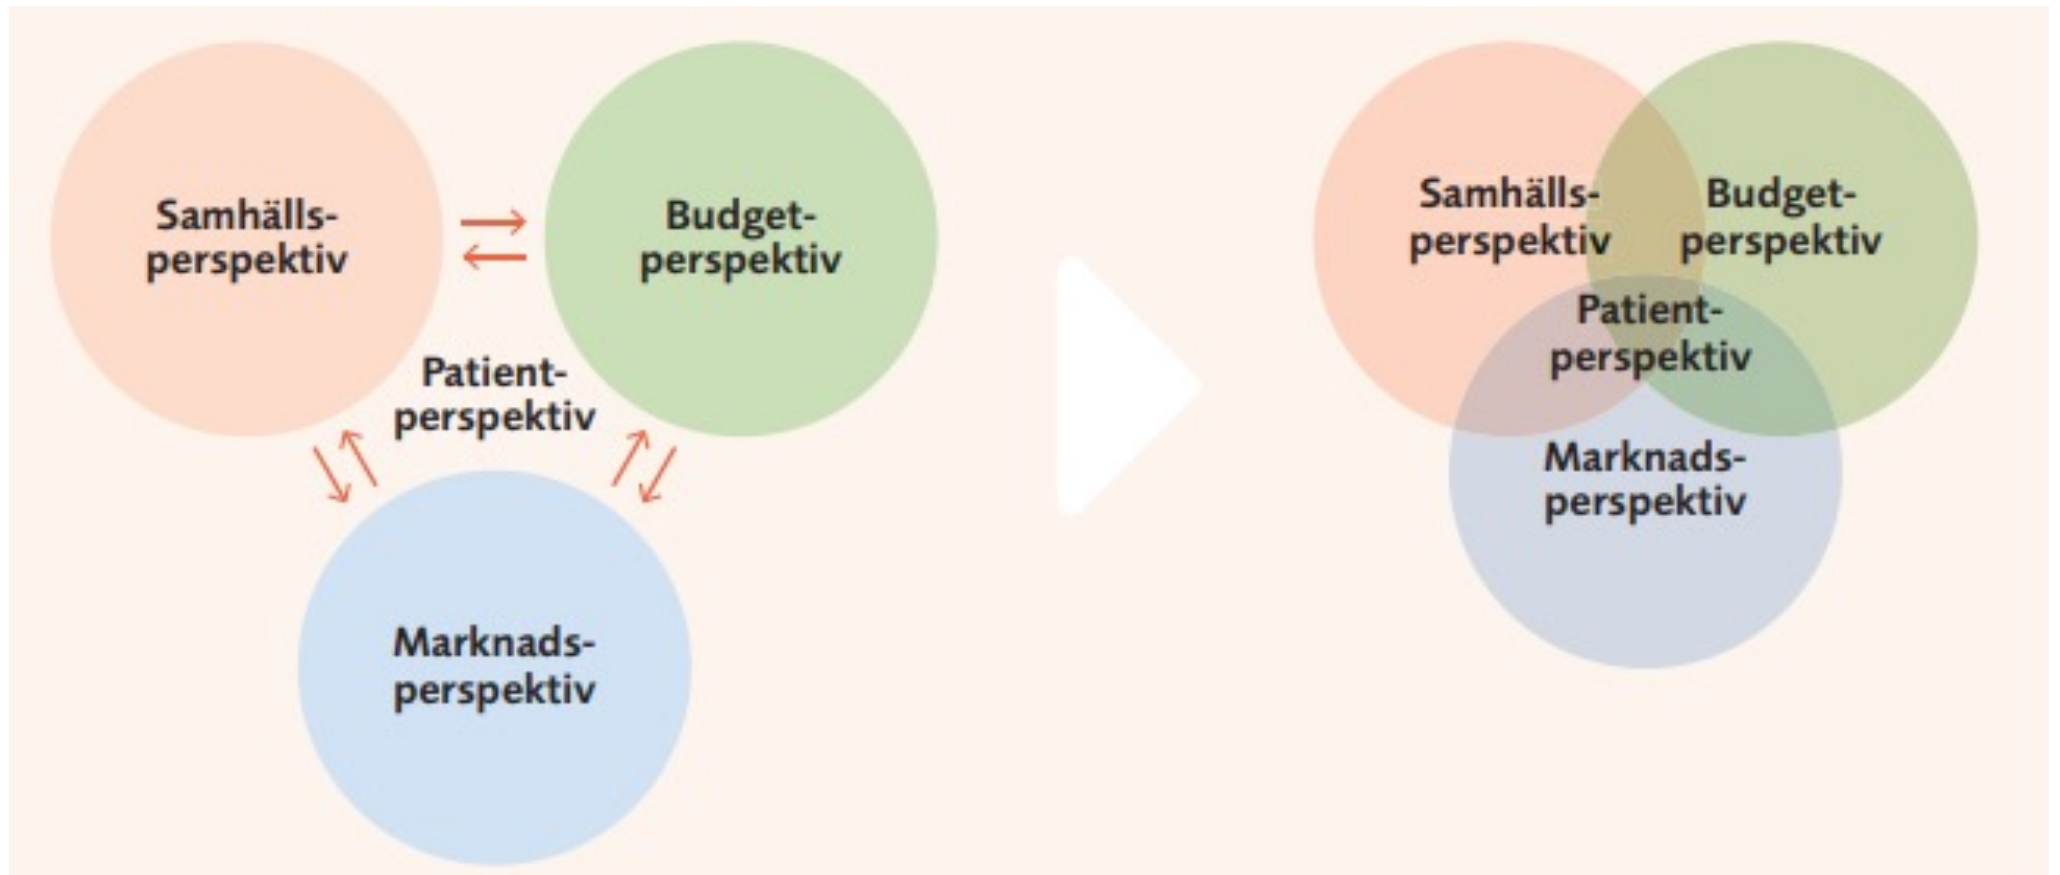 Samhälls-
perspektiv
Budget-
perspektiv
Patient-
perspektiv
Marknads-
perspektiv
Samhälls-
perspektiv
Budget-
perspektiv
Patient-
perspektiv
Marknads-
perspektiv